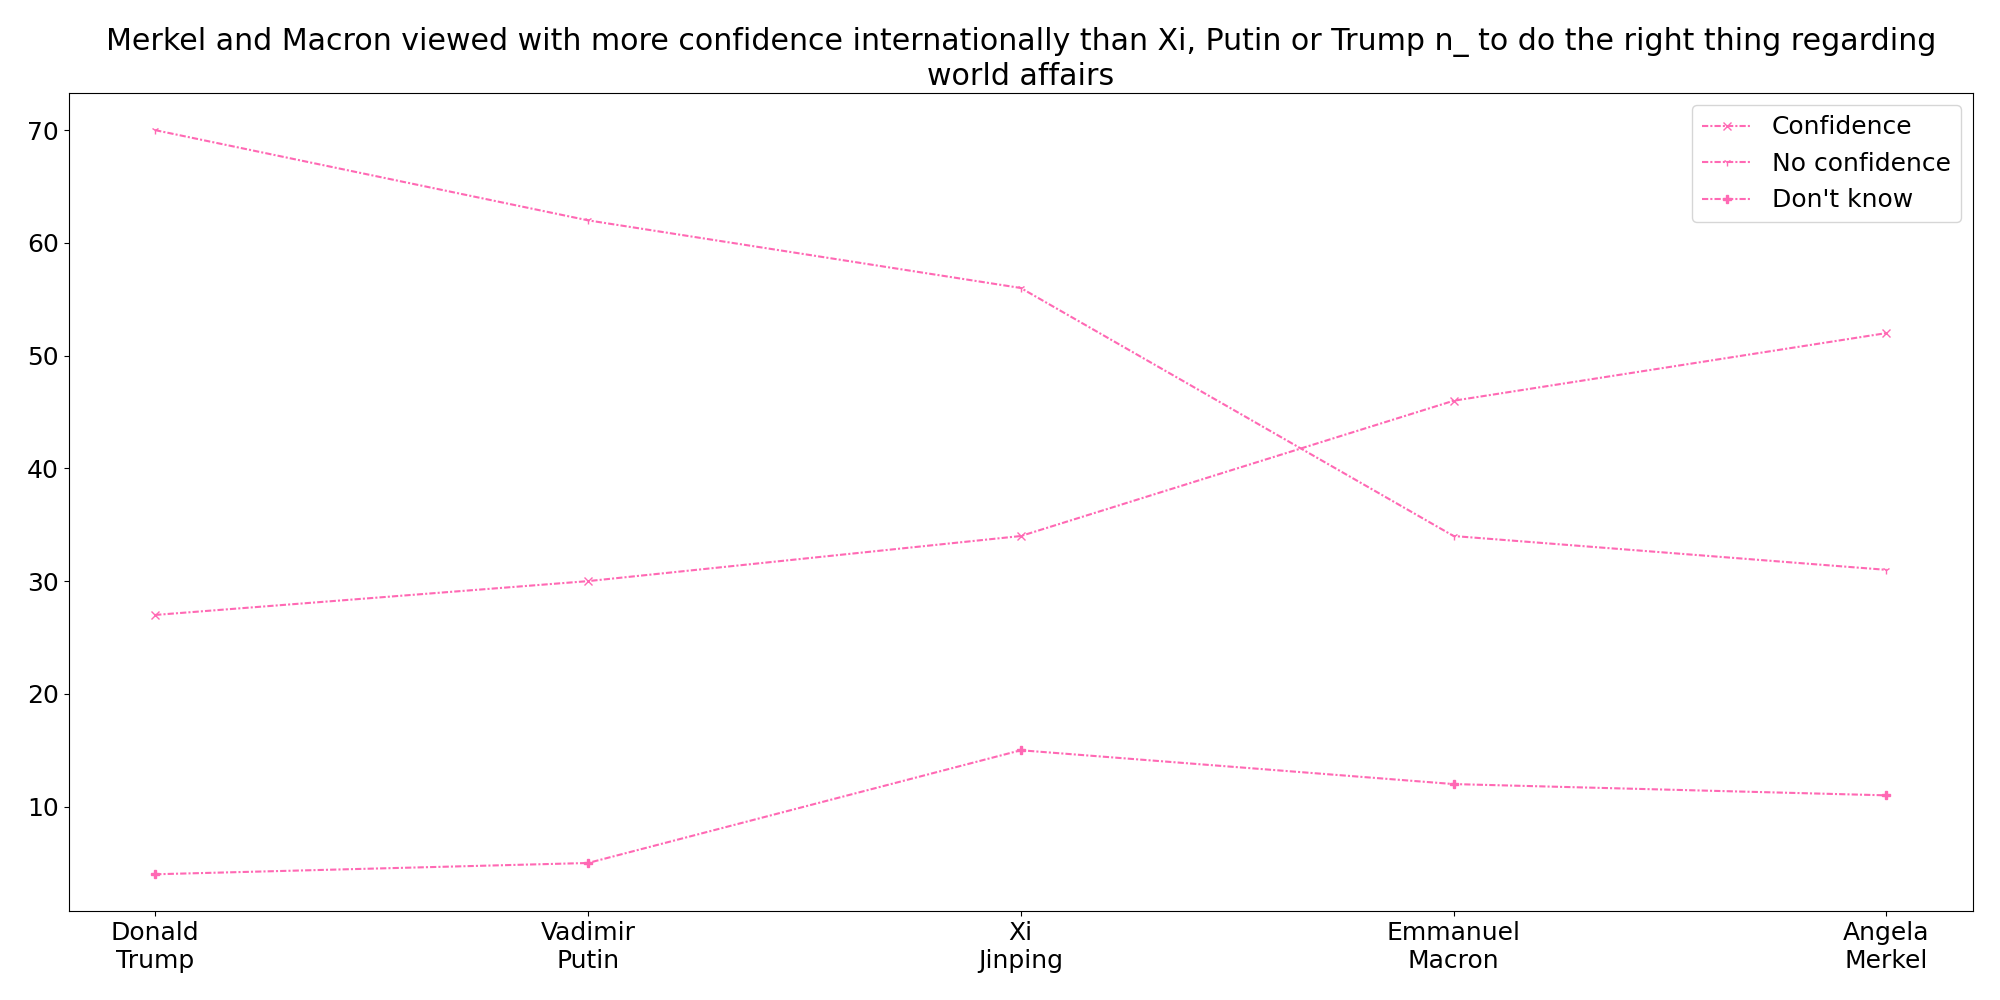 Merkel and Macron viewed with more confidence internationally than Xi, Putin or Trump n_ to do the right thing regarding
world affairs
70
60
50
40
30
20
10
Confidence
No confidence
Don't know
Donald
Trump
Vadimir
Putin
Xi
Jinping
Emmanuel
Macron
Angela
Merkel